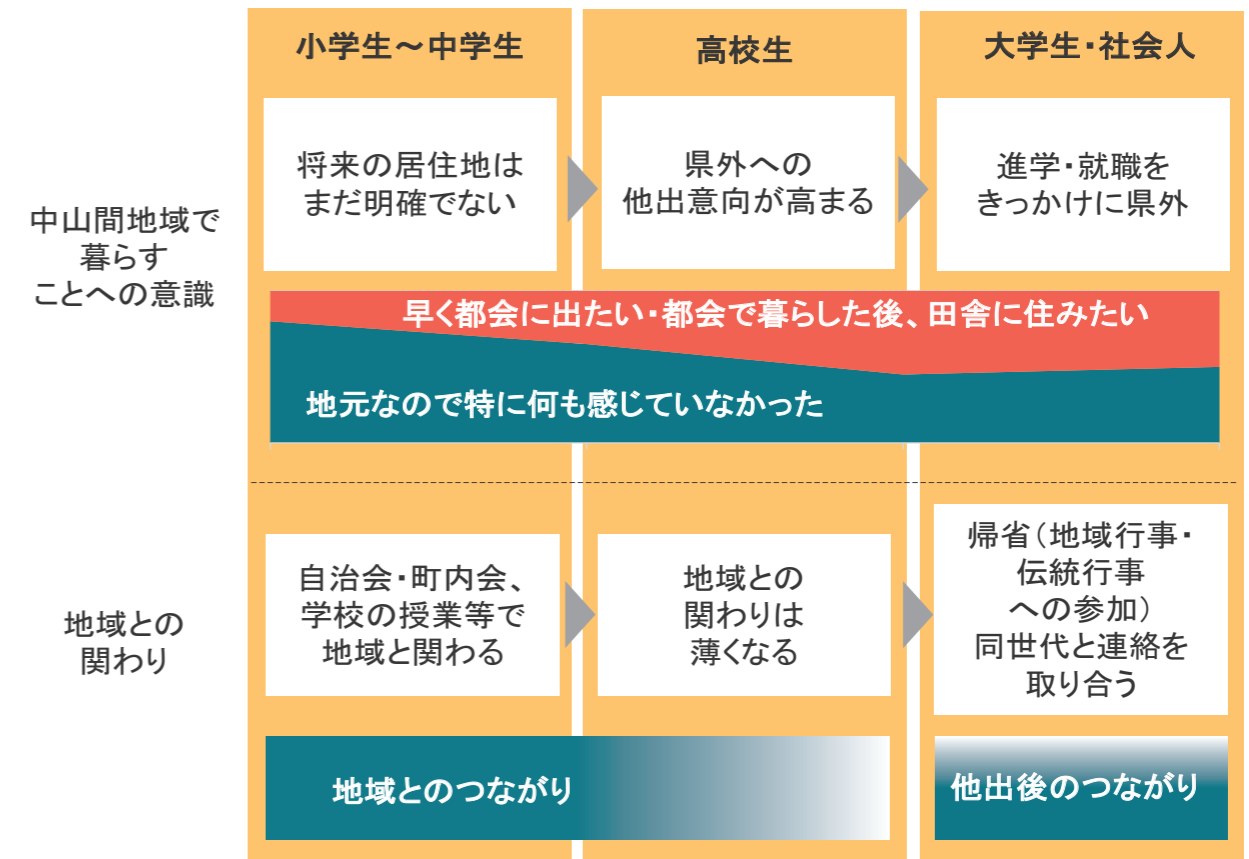 小学生～中学生
高校生
大学生・社会人
中山間地域で
暮らす
ことへの意識
将来の居住地は
まだ明確でない
県外への
他出意向が高まる
進学・就職を
きっかけに県外
早く都会に出たい・都会で暮らした後、田舎に住みたい
地元なので特に何も感じていなかった
地域との
関わり
自治会・町内会、
学校の授業等で
地域と関わる
地域との
関わりは
薄くなる
帰省（地域行事・
伝統行事
への参加）
同世代と連絡を
取り合う
地域とのつながり
他出後のつながり